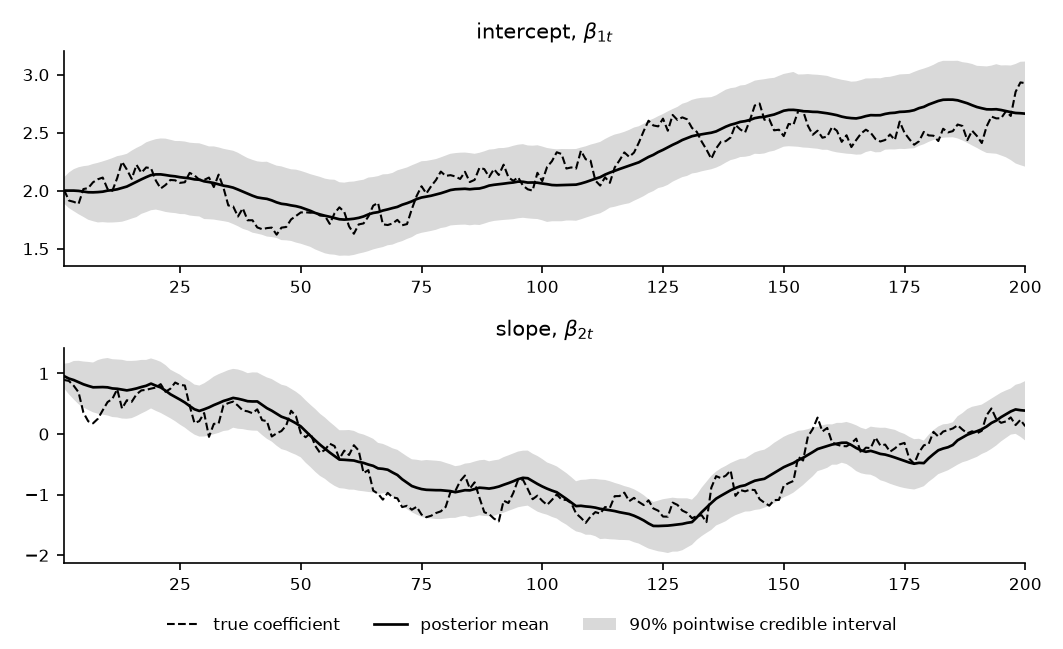 intercept, β₁ₜ
3.0
2.5
2.0
1.5
25 50 75 100 125 150 175 200
slope, β₂ₜ
1
0
−1
−2
25 50 75 100 125 150 175 200
true coefficient posterior mean 90% pointwise credible interval